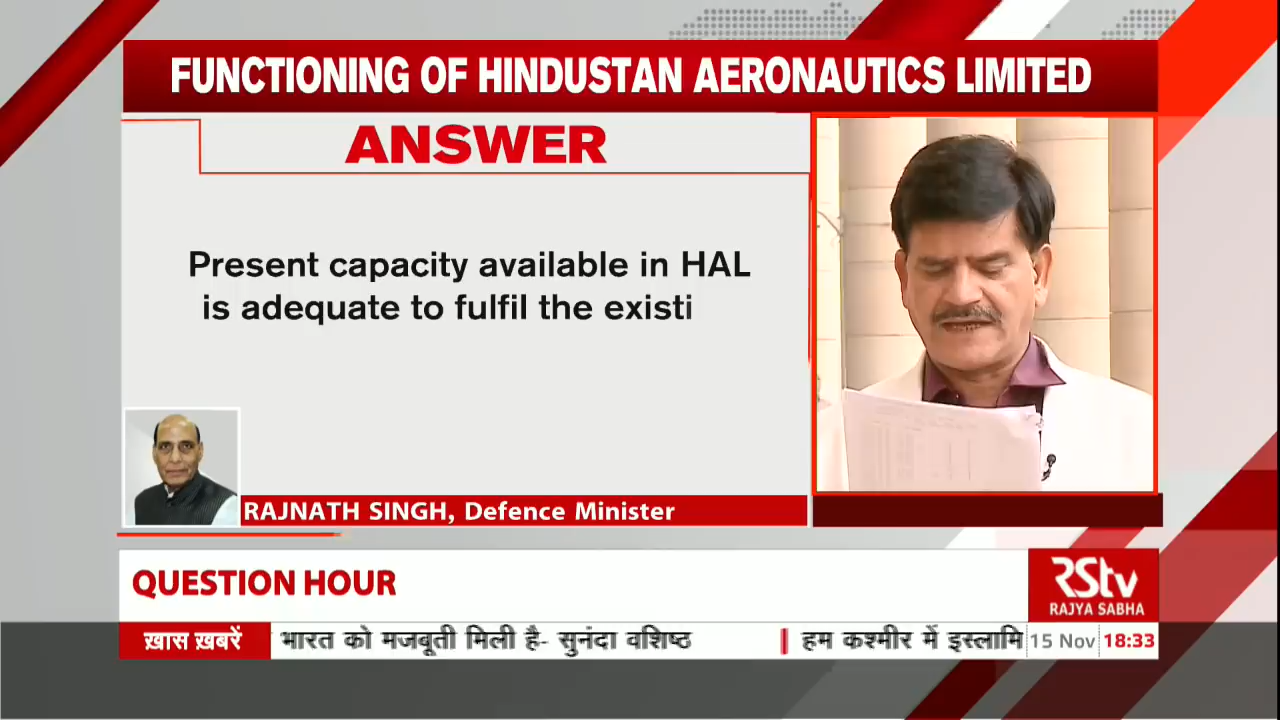 FUNCTIONING OF HINDUSTAN AERONAUTICS LIMITED
ANSWER
Present capacity available in HAL
is adequate to fulfil the existi
RAJNATH SINGH, Defence Minister
QUESTION HOUR
RStv
RAJYA SABHA
ख़ास ख़बरें
भारत को मजबूती मिली है- सुनंदा वशिष्ठ
हम कश्मीर में इस्लामि
15 Nov
18:33